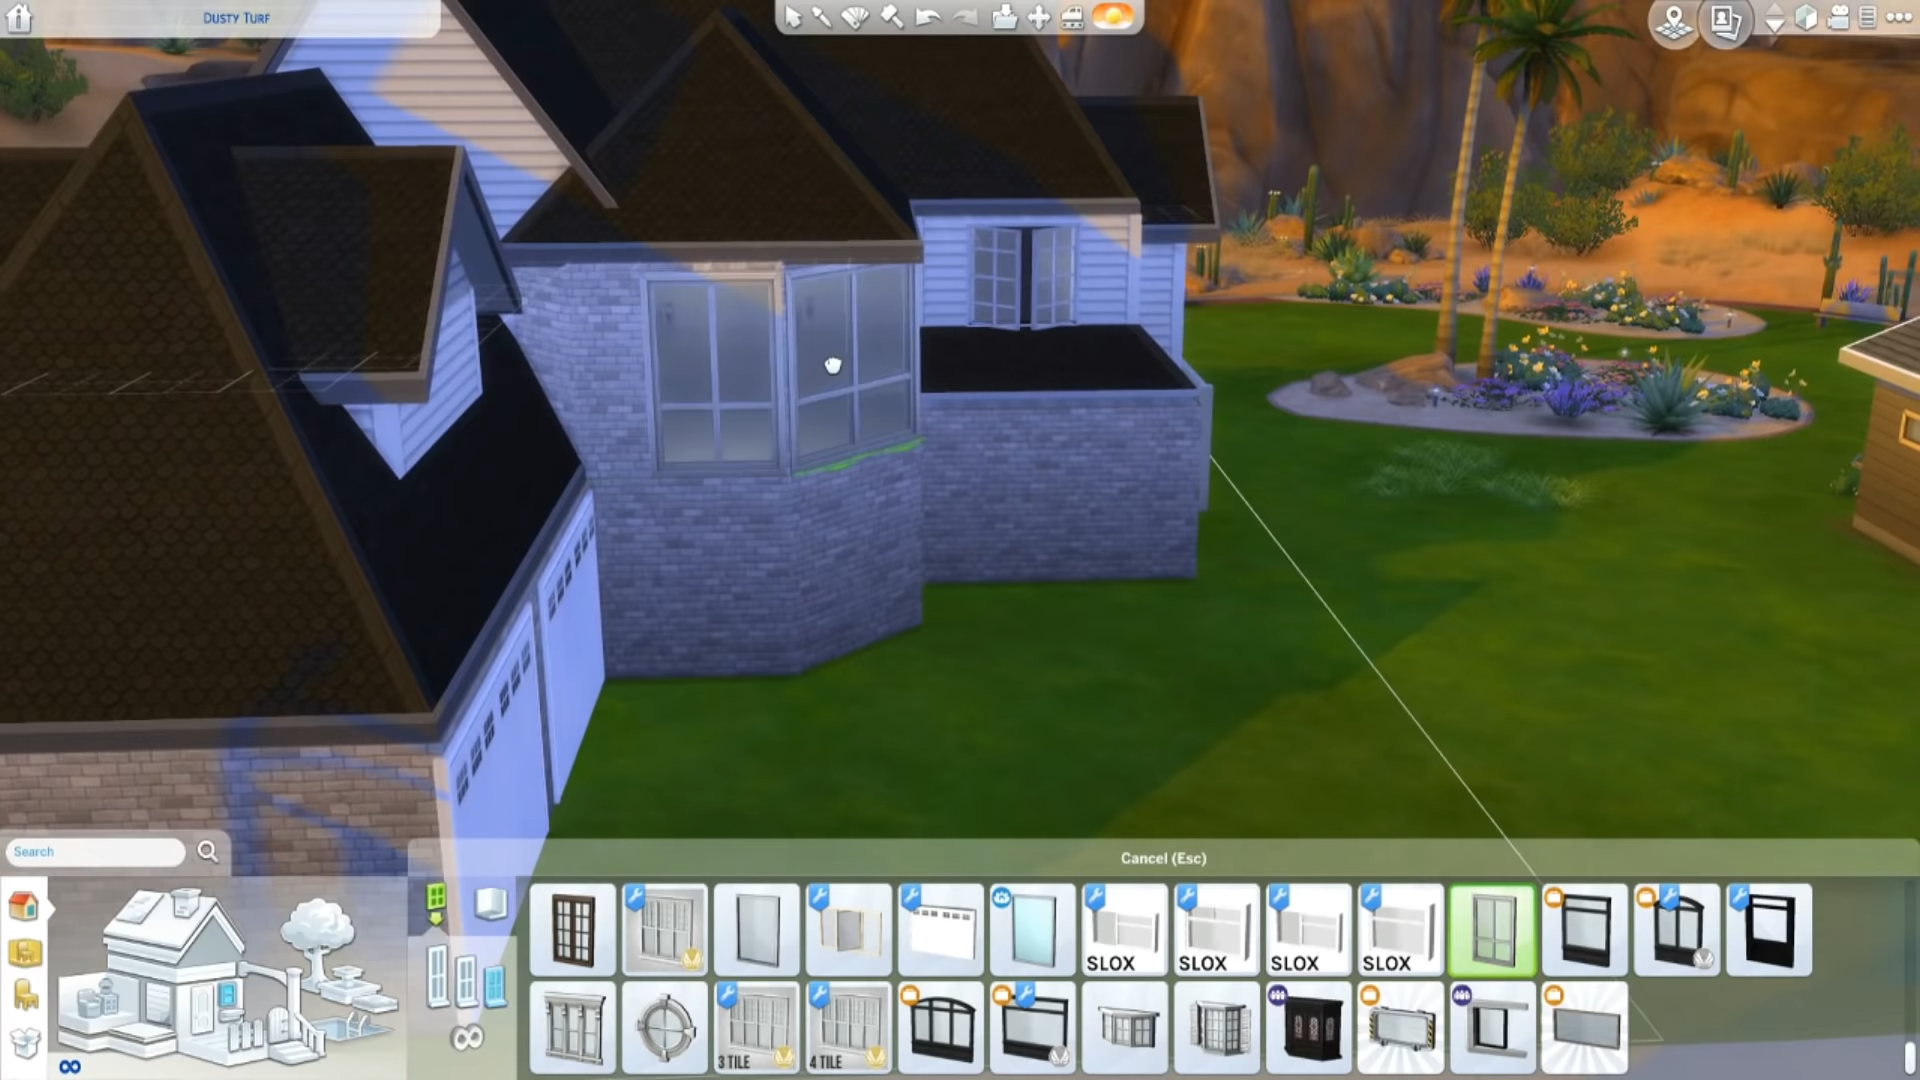 Dusty Turf
Search
Cancel (Esc)
SLOX
SLOX
SLOX
SLOX
3 TILE
4 TILE